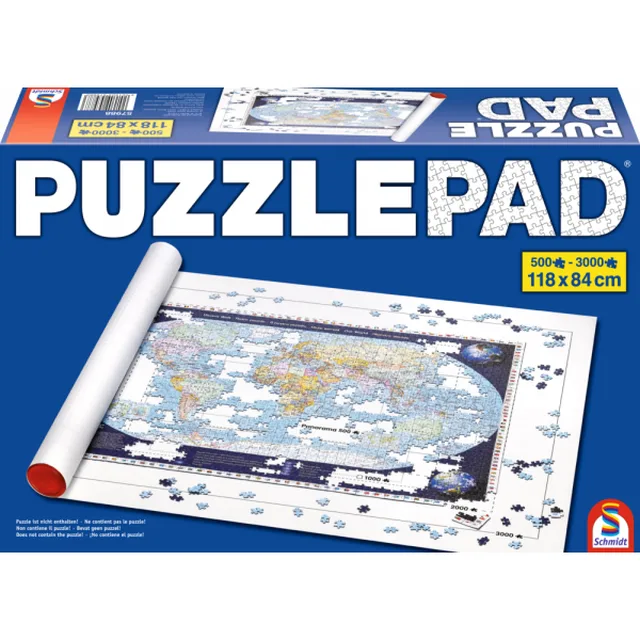 Schmidt
500 - 3000
118 x 84 cm
57988
PUZZLE
PAD
PUZZLEPAD®
500 - 3000
118 x 84 cm
Panorama 500
1000
2000
3000
Puzzle ist nicht enthalten! - Ne contient pas le puzzle!
Non contiene il puzzle! - Bevat geen puzzel!
Does not contain the puzzle! - ¡No contiene el puzzle!
Schmidt